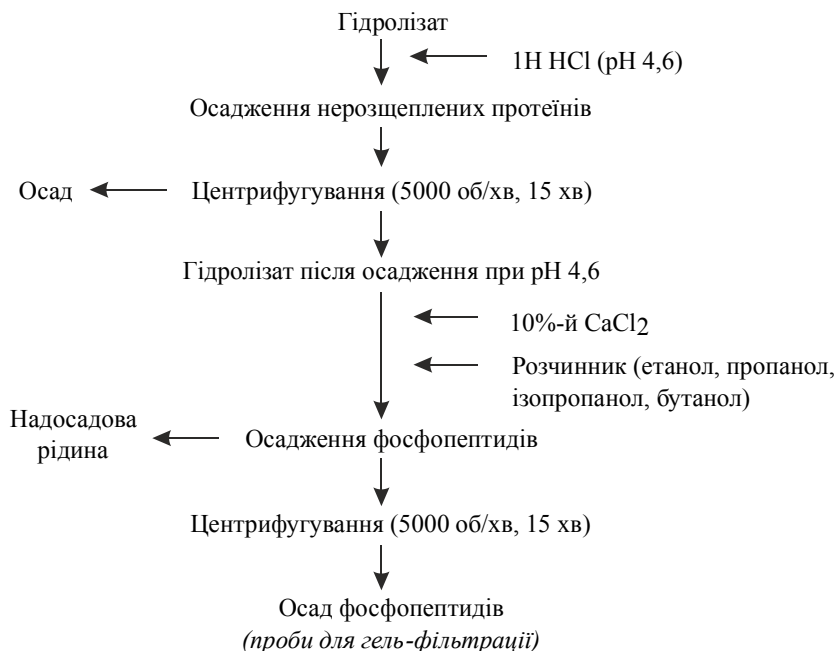 Гідролізат
1Н HCl (pH 4,6)
Осадження нерозщеплених протеїнів
Осад
Центрифугування (5000 об/хв, 15 хв)
Гідролізат після осадження при pH 4,6
10%-й CaCl2
Розчинник (етанол, пропанол,
ізопропанол, бутанол)
Надосадова
рідина
Осадження фосфопептидів
Центрифугування (5000 об/хв, 15 хв)
Осад фосфопептидів
(проби для гель-фільтрації)